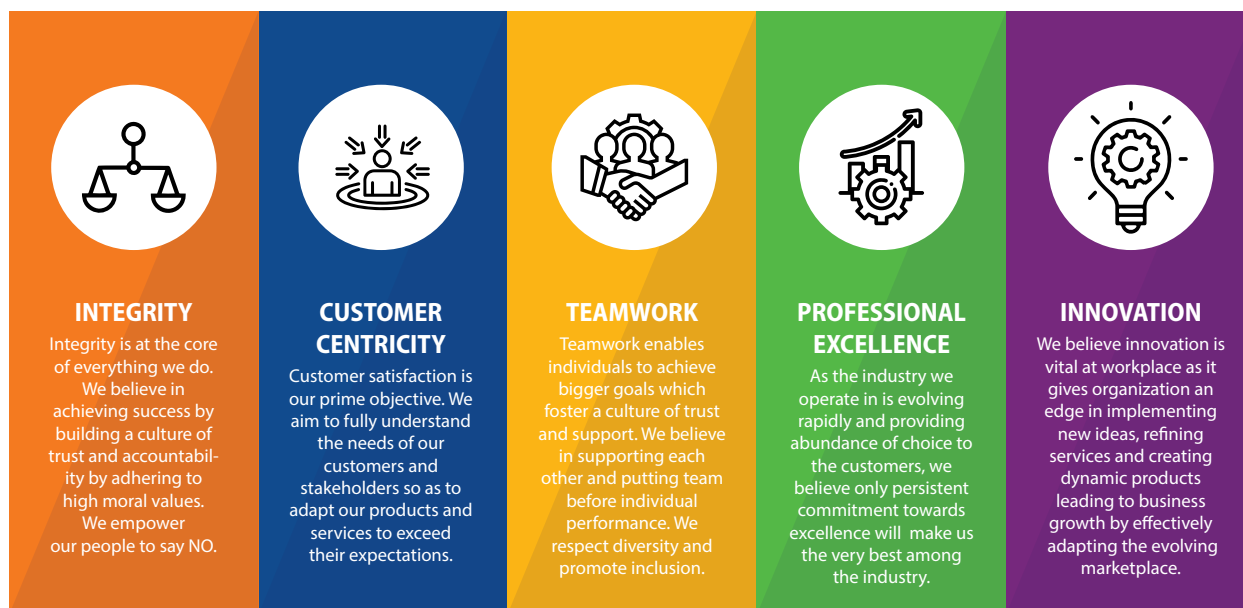 INTEGRITY
Integrity is at the core
of everything we do.
We believe in
achieving success by
building a culture of
trust and accountabil-
ity by adhering to
high moral values.
We empower
our people to say NO.
CUSTOMER
CENTRICITY
Customer satisfaction is
our prime objective. We
aim to fully understand
the needs of our
customers and
stakeholders so as to
adapt our products and
services to exceed
their expectations.
TEAMWORK
Teamwork enables
individuals to achieve
bigger goals which
foster a culture of trust
and support. We believe
in supporting each
other and putting team
before individual
performance. We
respect diversity and
promote inclusion.
PROFESSIONAL
EXCELLENCE
As the industry we
operate in is evolving
rapidly and providing
abundance of choice to
the customers, we
believe only persistent
commitment towards
excellence will  make us
the very best among
the industry.
INNOVATION
We believe innovation is
vital at workplace as it
gives organization an
edge in implementing
new ideas, refining
services and creating
dynamic products
leading to business
growth by effectively
adapting the evolving
marketplace.